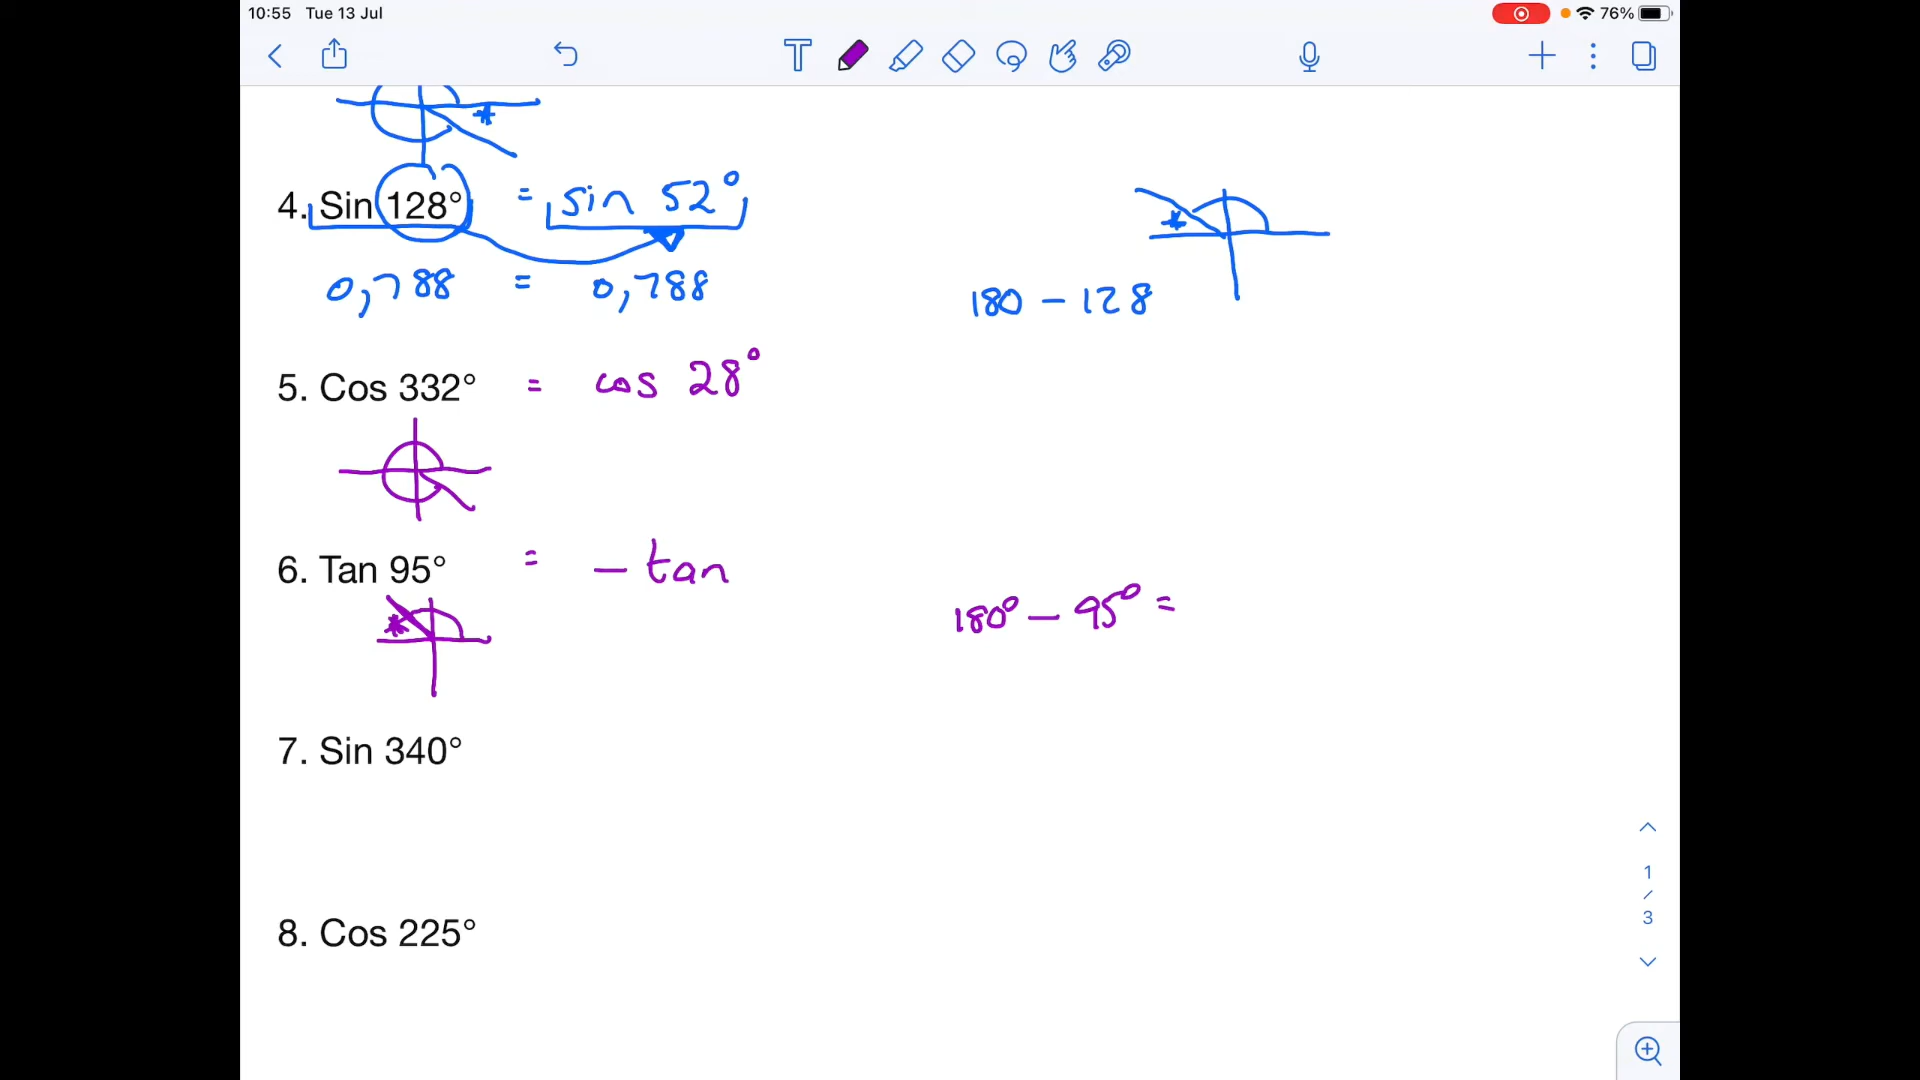 10:55 Tue 13 Jul
76%
T
4. Sin 128° = sin 52°
0,788 = 0,788
180 - 128
5. Cos 332° = cos 28°
6. Tan 95° = - tan
180° - 95° =
7. Sin 340°
8. Cos 225°
1
/
3